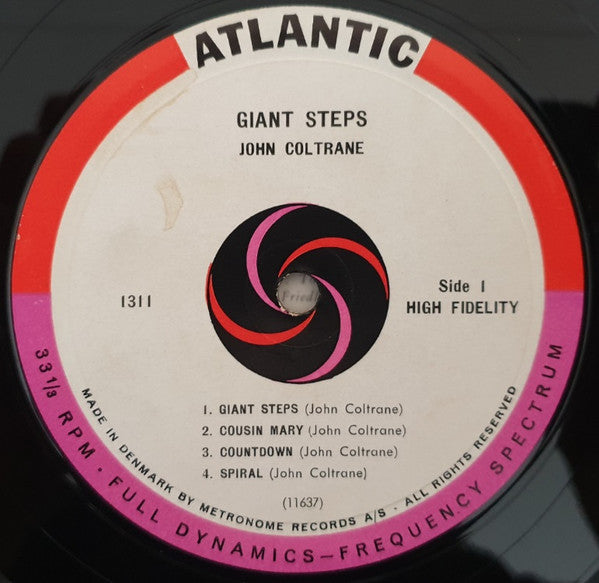 ATLANTIC
GIANT STEPS
JOHN COLTRANE
1311
Side 1
HIGH FIDELITY
1. GIANT STEPS (John Coltrane)
2. COUSIN MARY (John Coltrane)
3. COUNTDOWN (John Coltrane)
4. SPIRAL (John Coltrane)
(11637)
MADE IN DENMARK BY METRONOME RECORDS A/S · ALL RIGHTS RESERVED
33 1/3 RPM · FULL DYNAMICS—FREQUENCY SPECTRUM